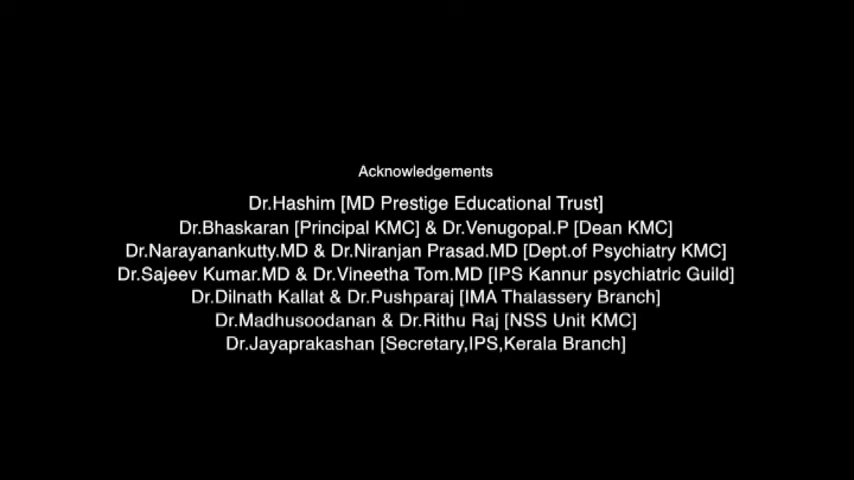 Acknowledgements
Dr.Hashim [MD Prestige Educational Trust]
Dr.Bhaskaran [Principal KMC] & Dr.Venugopal.P [Dean KMC]
Dr.Narayanankutty.MD & Dr.Niranjan Prasad.MD [Dept.of Psychiatry KMC]
Dr.Sajeev Kumar.MD & Dr.Vineetha Tom.MD [IPS Kannur psychiatric Guild]
Dr.Dilnath Kallat & Dr.Pushparaj [IMA Thalassery Branch]
Dr.Madhusoodanan & Dr.Rithu Raj [NSS Unit KMC]
Dr.Jayaprakashan [Secretary,IPS,Kerala Branch]